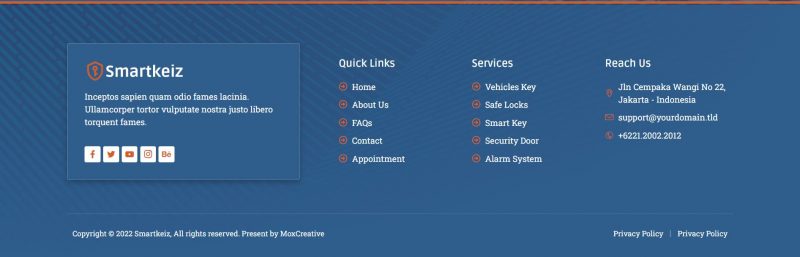 Smartkeiz
Inceptos sapien quam odio fames lacinia.
Ullamcorper tortor vulputate nostra justo libero
torquent fames.
Bē
Quick Links
Home
About Us
FAQs
Contact
Appointment
Services
Vehicles Key
Safe Locks
Smart Key
Security Door
Alarm System
Reach Us
Jln Cempaka Wangi No 22,
Jakarta - Indonesia
support@yourdomain.tld
+6221.2002.2012
Copyright © 2022 Smartkeiz, All rights reserved. Present by MoxCreative
Privacy Policy | Privacy Policy